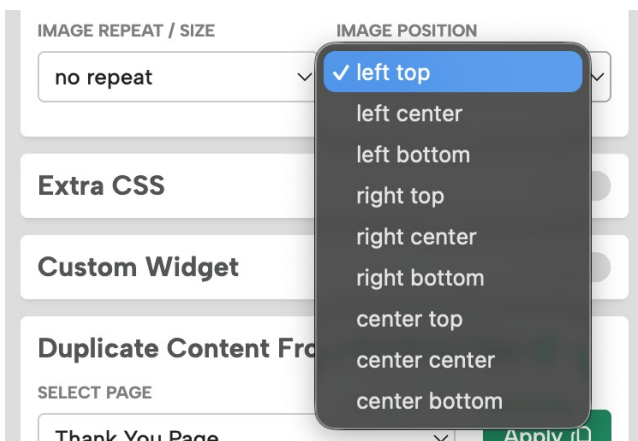 IMAGE REPEAT / SIZE
IMAGE POSITION
no repeat
✓ left top
left center
left bottom
right top
right center
right bottom
center top
center center
center bottom
Extra CSS
Custom Widget
Duplicate Content Fro
SELECT PAGE
Thank You Page
Apply